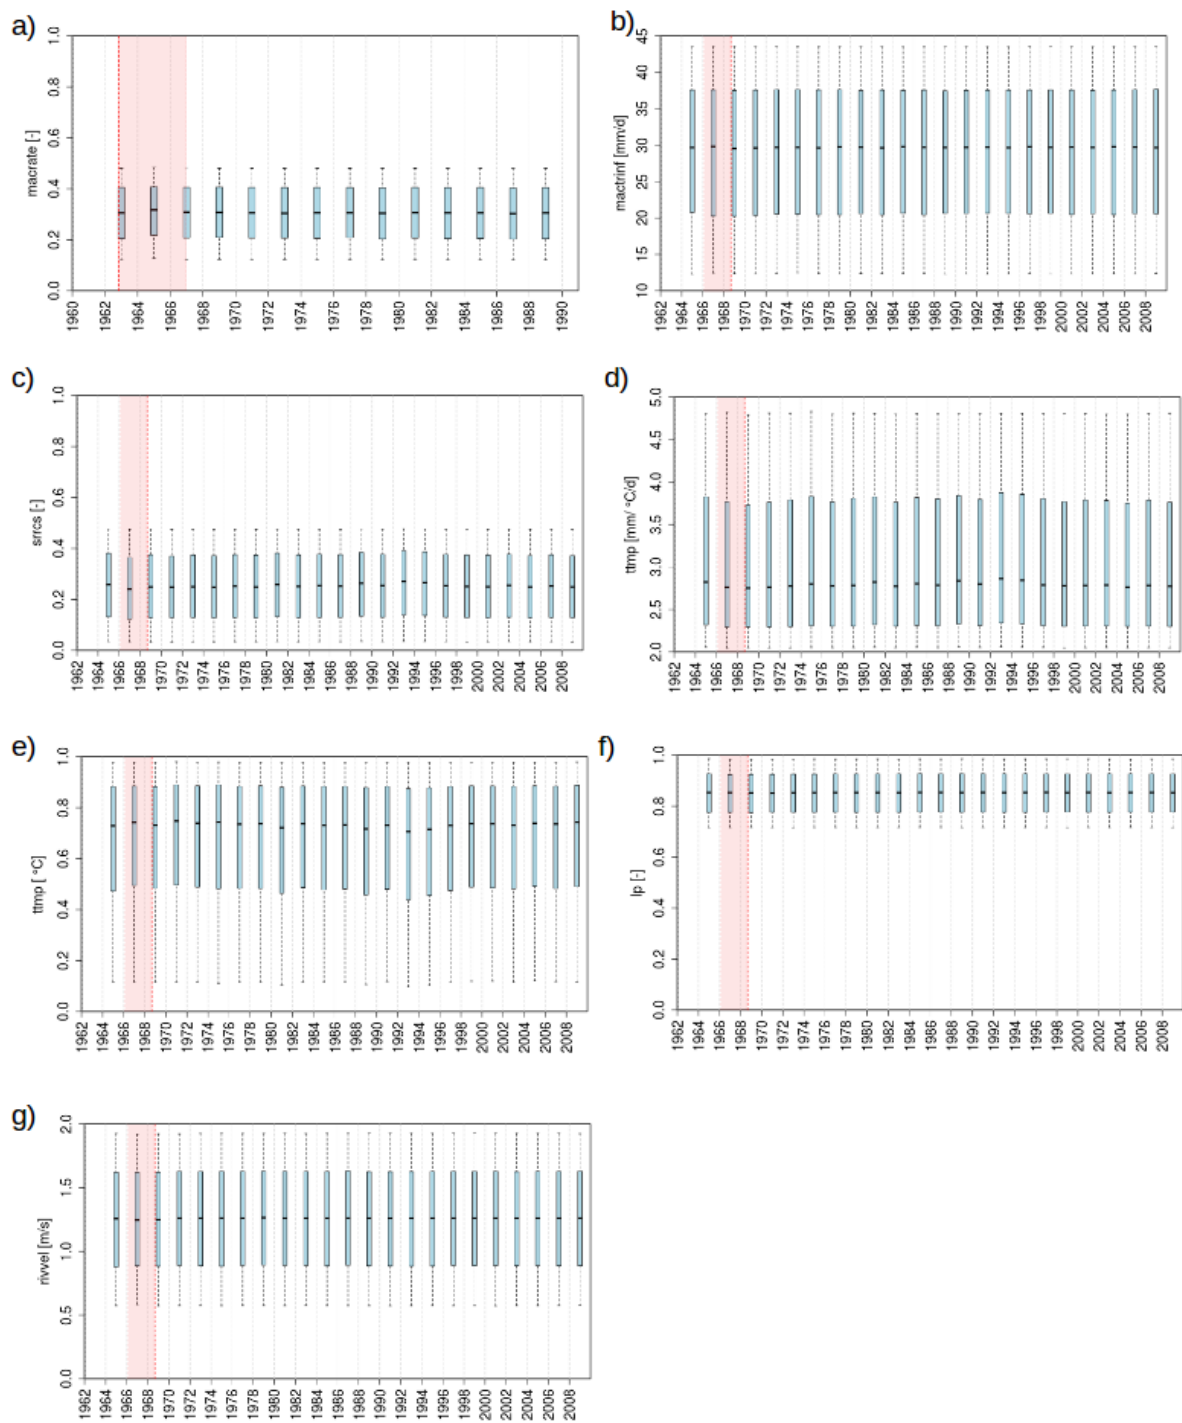 a)
macrate [-]
0.0 0.2 0.4 0.6 0.8 1.0
1960 1962 1964 1966 1968 1970 1972 1974 1976 1978 1980 1982 1984 1986 1988 1990
b)
mactrinf [mm/d]
10 15 20 25 30 35 40 45
1962 1964 1966 1968 1970 1972 1974 1976 1978 1980 1982 1984 1986 1988 1990 1992 1994 1996 1998 2000 2002 2004 2006 2008
c)
srrcs [-]
0.0 0.2 0.4 0.6 0.8 1.0
1962 1964 1966 1968 1970 1972 1974 1976 1978 1980 1982 1984 1986 1988 1990 1992 1994 1996 1998 2000 2002 2004 2006 2008
d)
ttmp [mm/ °C/d]
2.0 2.5 3.0 3.5 4.0 4.5 5.0
1962 1964 1966 1968 1970 1972 1974 1976 1978 1980 1982 1984 1986 1988 1990 1992 1994 1996 1998 2000 2002 2004 2006 2008
e)
ttmp [ °C]
0.0 0.2 0.4 0.6 0.8 1.0
1962 1964 1966 1968 1970 1972 1974 1976 1978 1980 1982 1984 1986 1988 1990 1992 1994 1996 1998 2000 2002 2004 2006 2008
f)
lp [-]
0.0 0.2 0.4 0.6 0.8 1.0
1962 1964 1966 1968 1970 1972 1974 1976 1978 1980 1982 1984 1986 1988 1990 1992 1994 1996 1998 2000 2002 2004 2006 2008
g)
rivvel [m/s]
0.0 0.5 1.0 1.5 2.0
1962 1964 1966 1968 1970 1972 1974 1976 1978 1980 1982 1984 1986 1988 1990 1992 1994 1996 1998 2000 2002 2004 2006 2008